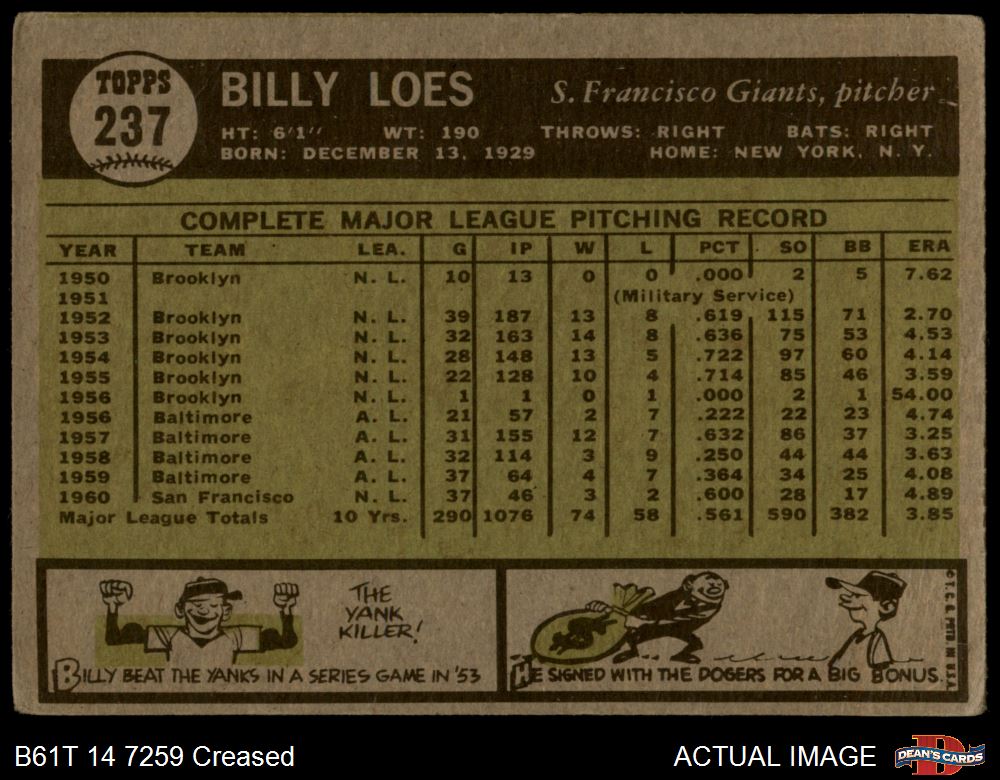 TOPPS
237
BILLY LOES
S. Francisco Giants, pitcher
HT: 6'1" WT: 190 THROWS: RIGHT BATS: RIGHT
BORN: DECEMBER 13, 1929 HOME: NEW YORK, N. Y.
COMPLETE MAJOR LEAGUE PITCHING RECORD
YEAR TEAM LEA. G IP W L PCT SO BB ERA
1950 Brooklyn N. L. 10 13 0 0 .000 2 5 7.62
1951 (Military Service)
1952 Brooklyn N. L. 39 187 13 8 .619 115 71 2.70
1953 Brooklyn N. L. 32 163 14 8 .636 75 53 4.53
1954 Brooklyn N. L. 28 148 13 5 .722 97 60 4.14
1955 Brooklyn N. L. 22 128 10 4 .714 85 46 3.59
1956 Brooklyn N. L. 1 1 0 1 .000 2 1 54.00
1956 Baltimore A. L. 21 57 2 7 .222 22 23 4.74
1957 Baltimore A. L. 31 155 12 7 .632 86 37 3.25
1958 Baltimore A. L. 32 114 3 9 .250 44 44 3.63
1959 Baltimore A. L. 37 64 4 7 .364 34 25 4.08
1960 San Francisco N. L. 37 46 3 2 .600 28 17 4.89
Major League Totals 10 Yrs. 290 1076 74 58 .561 590 382 3.85
THE
YANK
KILLER!
BILLY BEAT THE YANKS IN A SERIES GAME IN '53
HE SIGNED WITH THE DOGERS FOR A BIG BONUS.
© T.C.G. PRTD. IN U.S.A.
B61T 14 7259 Creased
ACTUAL IMAGE
DEAN'S CARDS